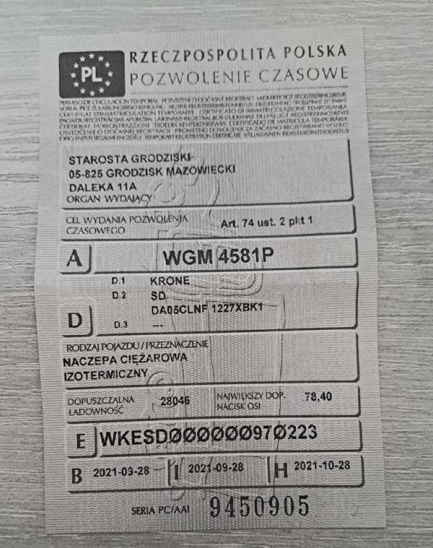 PL
RZECZPOSPOLITA POLSKA
POZWOLENIE CZASOWE
STAROSTA GRODZISKI
05-825 GRODZISK MAZOWIECKI
DALEKA 11A
ORGAN WYDAJĄCY
CEL WYDANIA POZWOLENIA
CZASOWEGO
Art. 74 ust. 2 pkt 1
A WGM 4581P
D.1 KRONE
D.2 SD
DA05CLNF 1227XBK1
D
D.3 ---
RODZAJ POJAZDU / PRZEZNACZENIE
NACZEPA CIĘŻAROWA
IZOTERMICZNY
DOPUSZCZALNA
ŁADOWNOŚĆ
28046
NAJWIĘKSZY DOP.
NACISK OSI
78,40
E WKESDØØØØØØ97Ø223
B 2021-09-28 I 2021-09-28 H 2021-10-28
SERIA PC/AAI 9450905